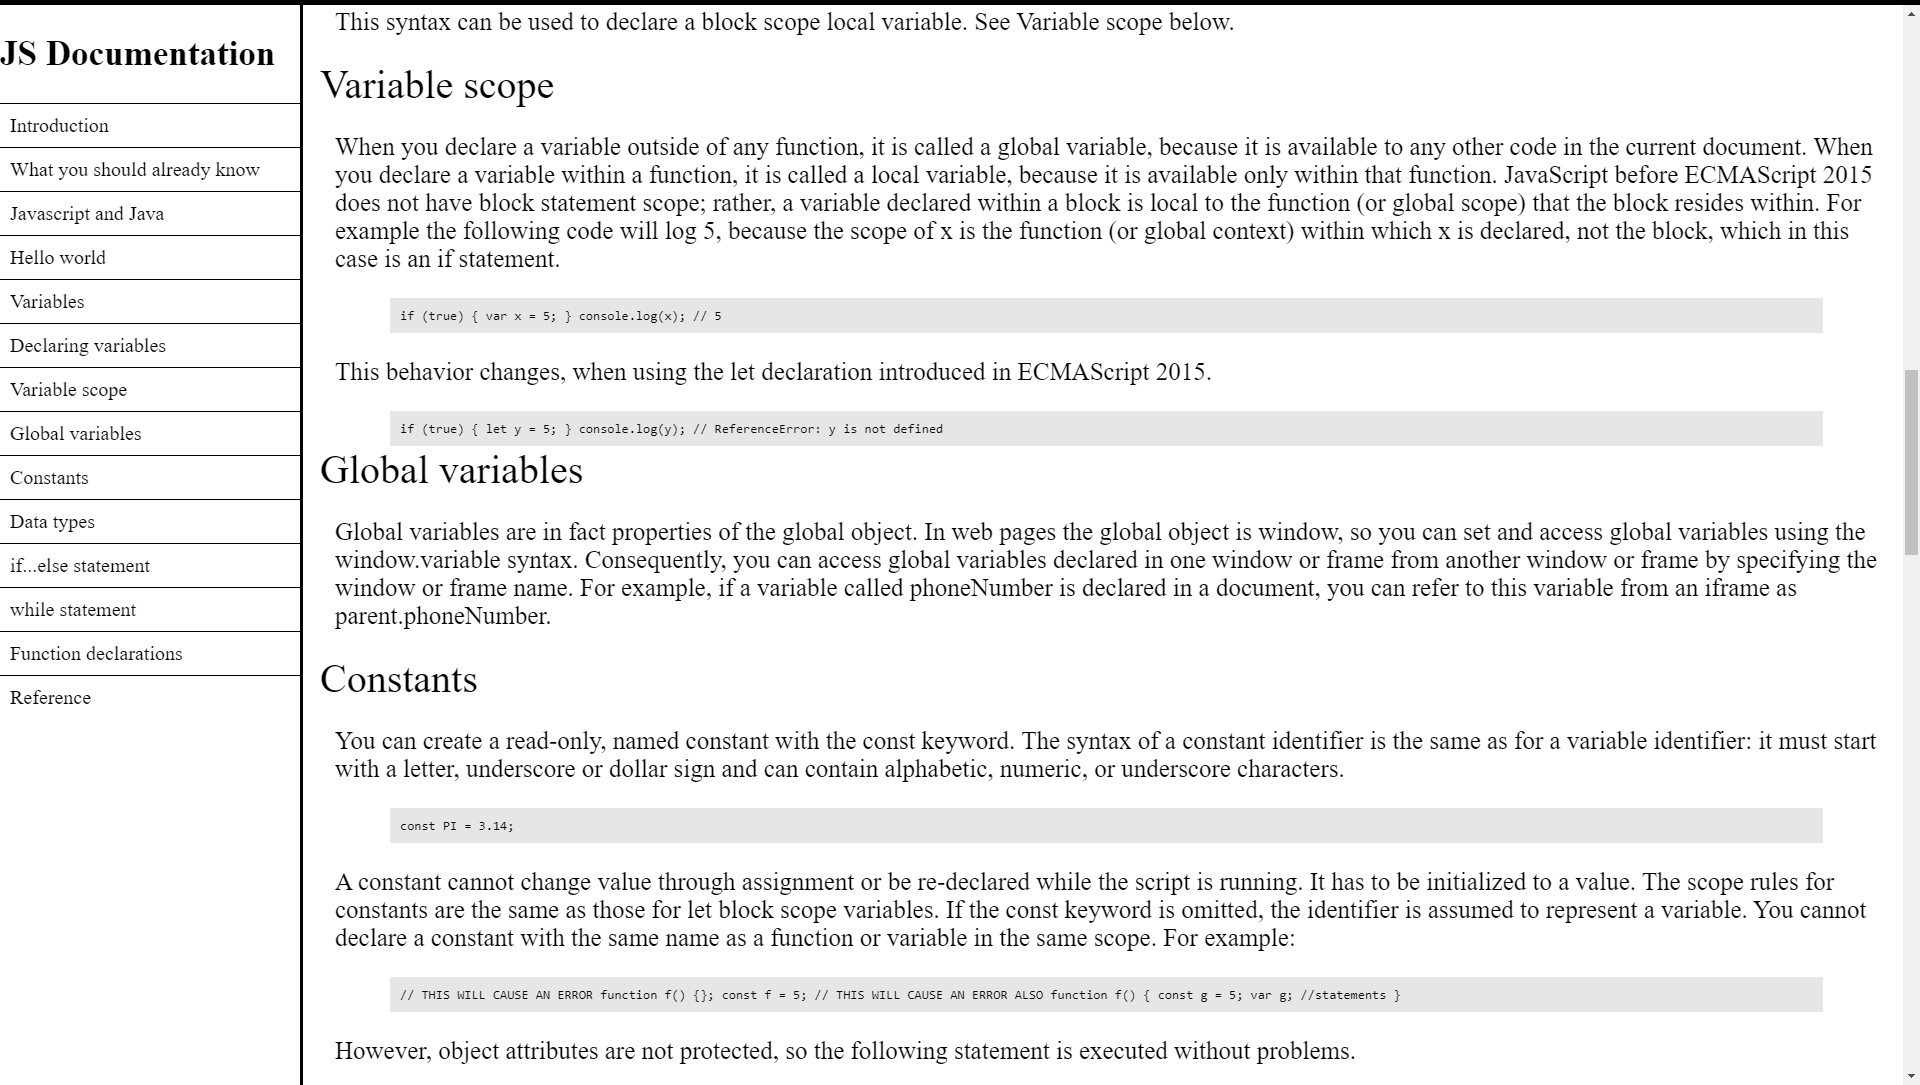 JS Documentation
Introduction
What you should already know
Javascript and Java
Hello world
Variables
Declaring variables
Variable scope
Global variables
Constants
Data types
if...else statement
while statement
Function declarations
Reference
This syntax can be used to declare a block scope local variable. See Variable scope below.
Variable scope
When you declare a variable outside of any function, it is called a global variable, because it is available to any other code in the current document. When
you declare a variable within a function, it is called a local variable, because it is available only within that function. JavaScript before ECMAScript 2015
does not have block statement scope; rather, a variable declared within a block is local to the function (or global scope) that the block resides within. For
example the following code will log 5, because the scope of x is the function (or global context) within which x is declared, not the block, which in this
case is an if statement.
if (true) { var x = 5; } console.log(x); // 5
This behavior changes, when using the let declaration introduced in ECMAScript 2015.
if (true) { let y = 5; } console.log(y); // ReferenceError: y is not defined
Global variables
Global variables are in fact properties of the global object. In web pages the global object is window, so you can set and access global variables using the
window.variable syntax. Consequently, you can access global variables declared in one window or frame from another window or frame by specifying the
window or frame name. For example, if a variable called phoneNumber is declared in a document, you can refer to this variable from an iframe as
parent.phoneNumber.
Constants
You can create a read-only, named constant with the const keyword. The syntax of a constant identifier is the same as for a variable identifier: it must start
with a letter, underscore or dollar sign and can contain alphabetic, numeric, or underscore characters.
const PI = 3.14;
A constant cannot change value through assignment or be re-declared while the script is running. It has to be initialized to a value. The scope rules for
constants are the same as those for let block scope variables. If the const keyword is omitted, the identifier is assumed to represent a variable. You cannot
declare a constant with the same name as a function or variable in the same scope. For example:
// THIS WILL CAUSE AN ERROR function f() {}; const f = 5; // THIS WILL CAUSE AN ERROR ALSO function f() { const g = 5; var g; //statements }
However, object attributes are not protected, so the following statement is executed without problems.